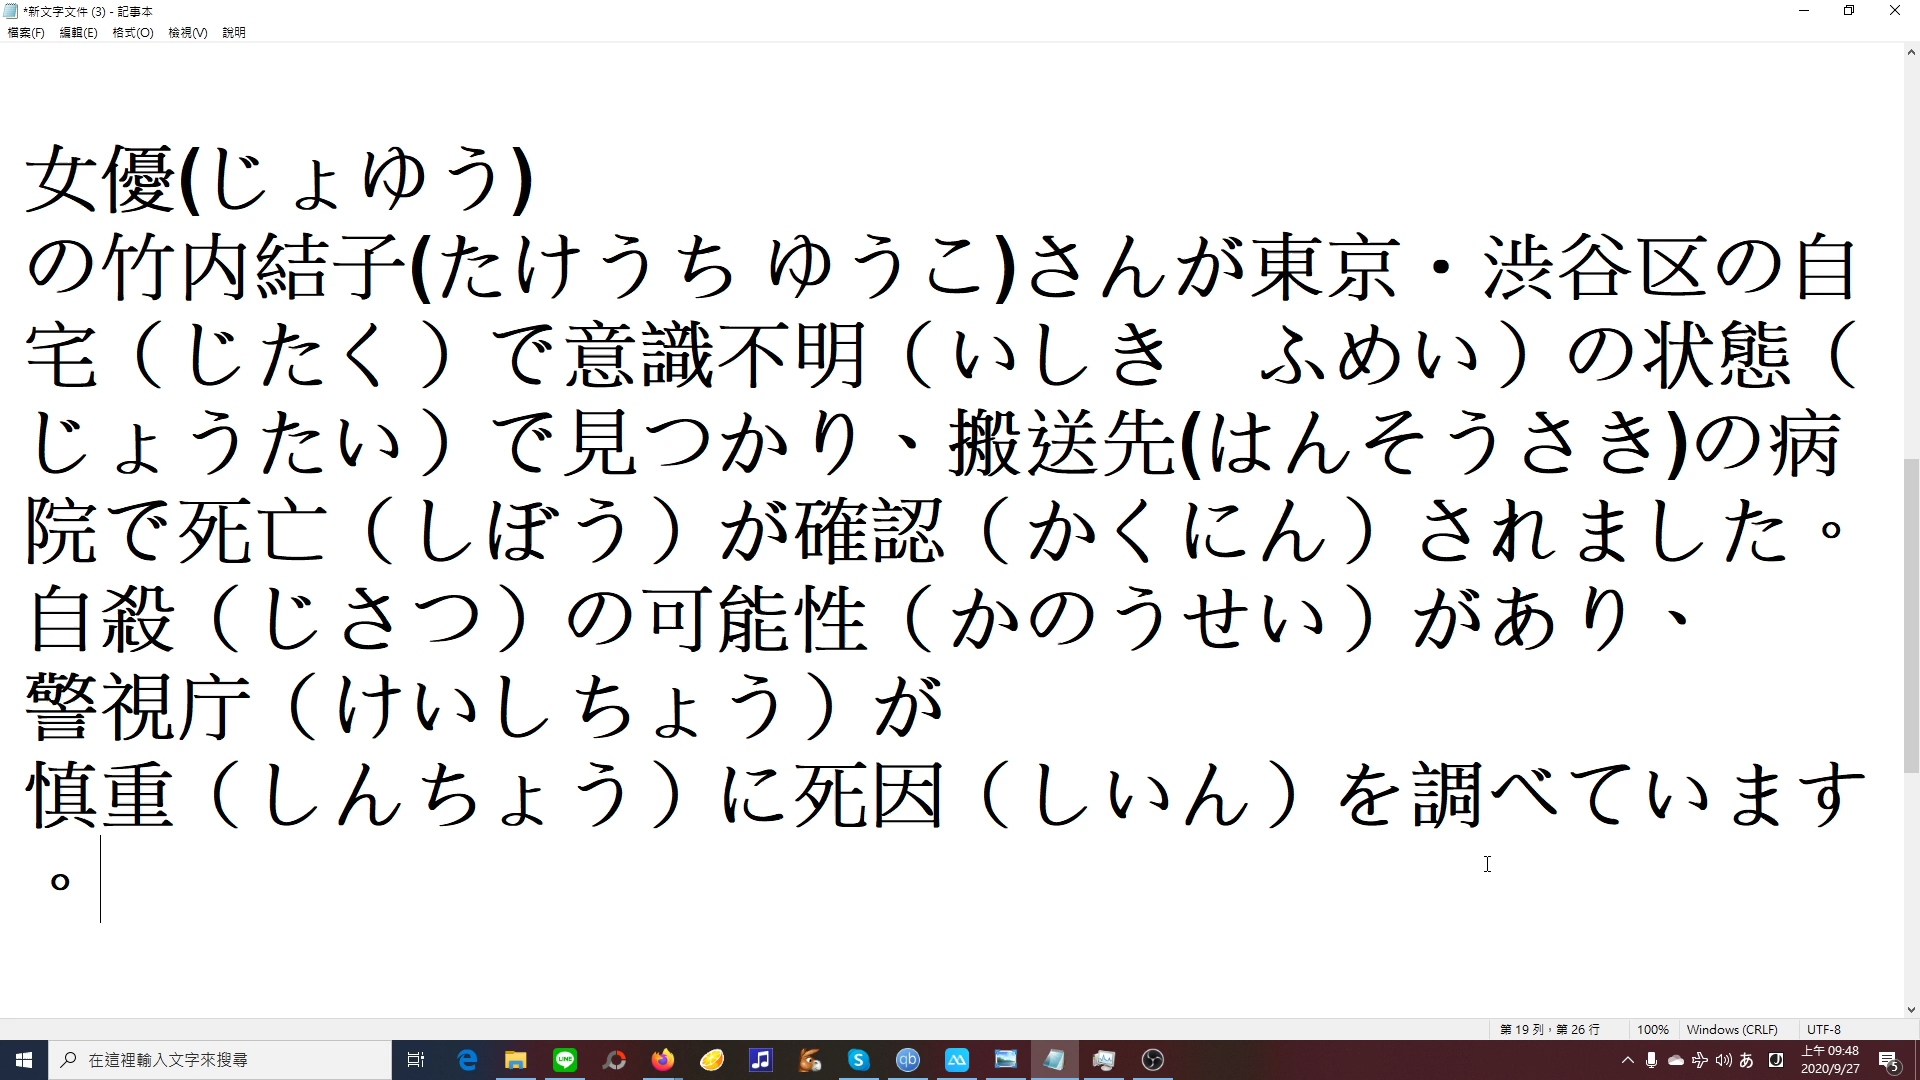 *新文字文件 (3) - 記事本
檔案(F) 編輯(E) 格式(O) 檢視(V) 說明
女優(じょゆう)
の竹内結子(たけうち ゆうこ)さんが東京・渋谷区の自
宅（じたく）で意識不明（いしき　ふめい）の状態（
じょうたい）で見つかり、搬送先(はんそうさき)の病
院で死亡（しぼう）が確認（かくにん）されました。
自殺（じさつ）の可能性（かのうせい）があり、
警視庁（けいしちょう）が
慎重（しんちょう）に死因（しいん）を調べています
。
第 19 列，第 26 行 100% Windows (CRLF) UTF-8
在這裡輸入文字來搜尋
LINE
qb
あ
上午 09:48
2020/9/27
5